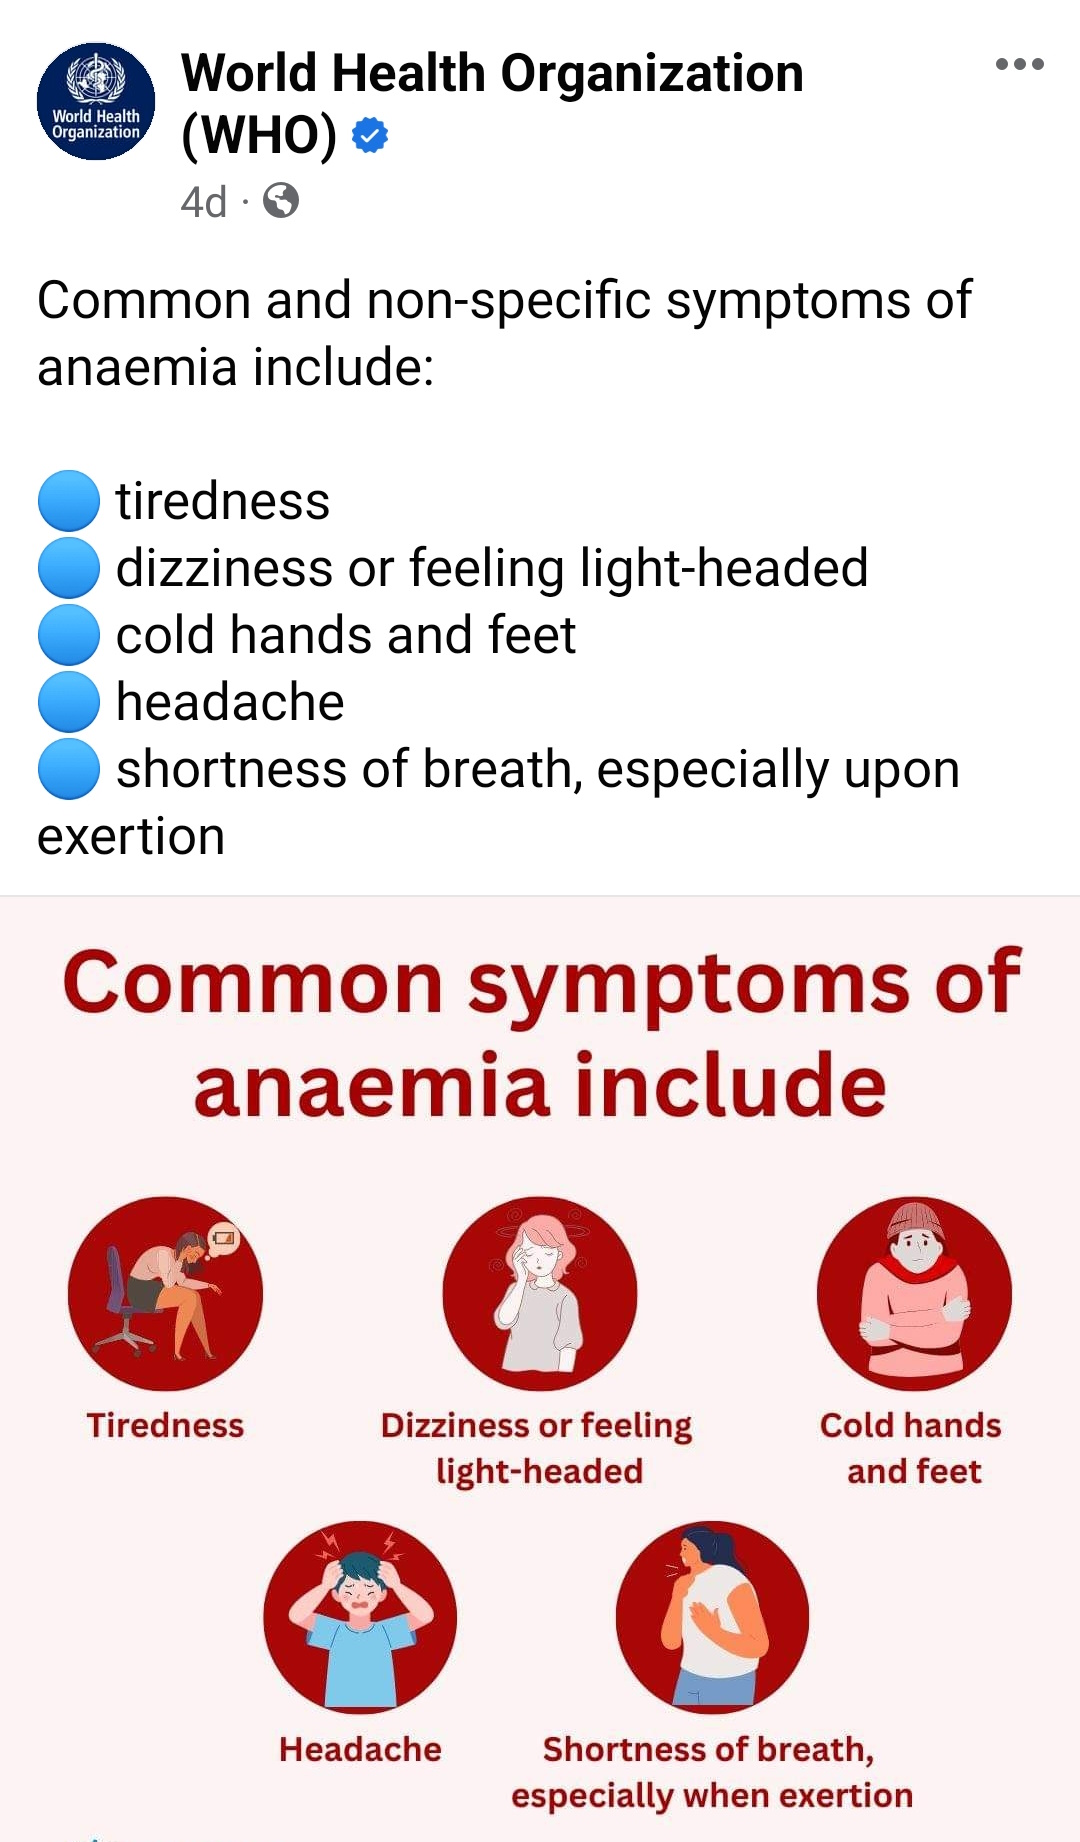 World Health
Organization
World Health Organization
(WHO)
4d ·
Common and non-specific symptoms of
anaemia include:
🔵 tiredness
🔵 dizziness or feeling light-headed
🔵 cold hands and feet
🔵 headache
🔵 shortness of breath, especially upon
exertion
Common symptoms of
anaemia include
Tiredness
Dizziness or feeling
light-headed
Cold hands
and feet
Headache
Shortness of breath,
especially when exertion